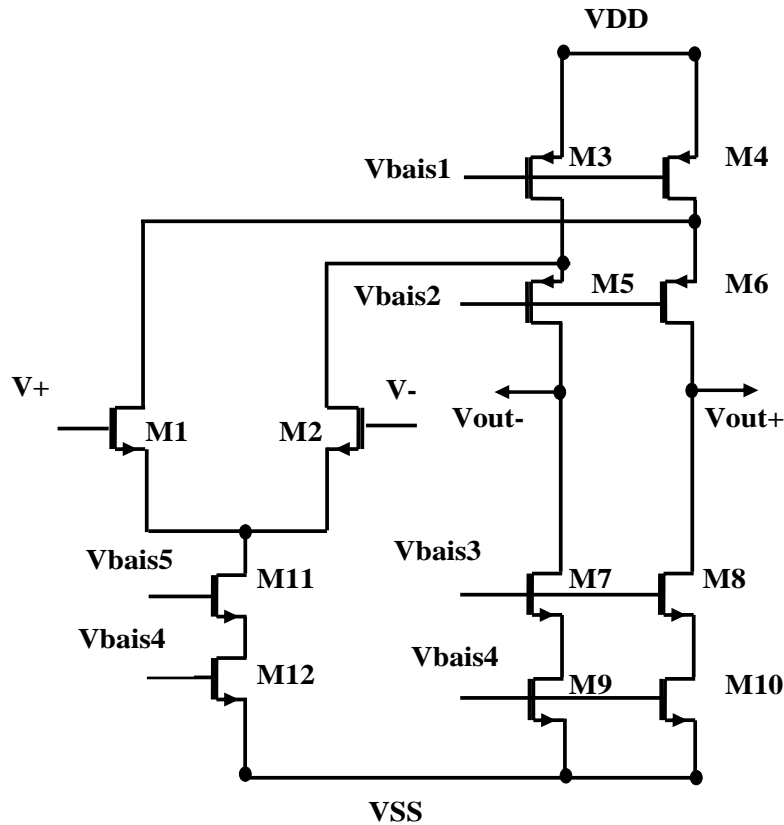 VDD
Vbais1
M3
M4
Vbais2
M5
M6
V+
V-
M1
M2
Vout-
Vout+
Vbais5
Vbais3
M11
M7
M8
Vbais4
Vbais4
M12
M9
M10
VSS